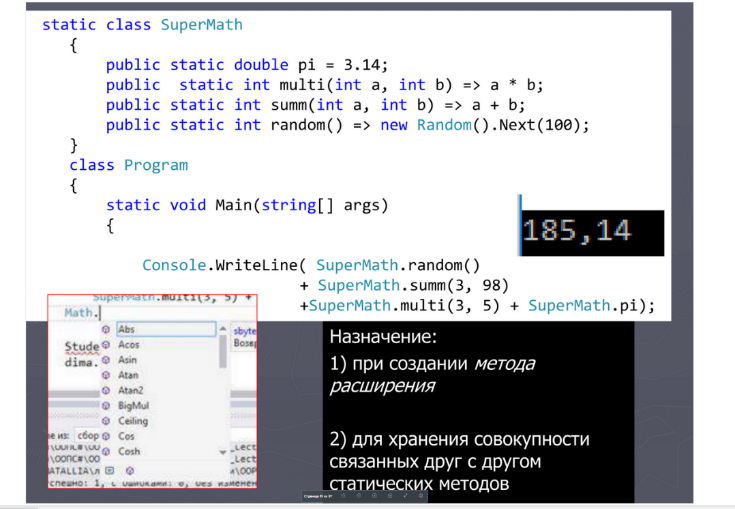 static class SuperMath
{
public static double pi = 3.14;
public  static int multi(int a, int b) => a * b;
public static int summ(int a, int b) => a + b;
public static int random() => new Random().Next(100);
}
class Program
{
static void Main(string[] args)
{
185,14
Console.WriteLine( SuperMath.random()
+ SuperMath.summ(3, 98)
+SuperMath.multi(3, 5) + SuperMath.pi);
SuperMath.multi(3, 5) +
Math.
Abs
sbyte
Stude
Acos
dima.
Asin
Atan
Atan2
BigMul
Ceiling
Cos
Cosh
Назначение:
1) при создании метода
расширения
2) для хранения совокупности
связанных друг с другом
статических методов